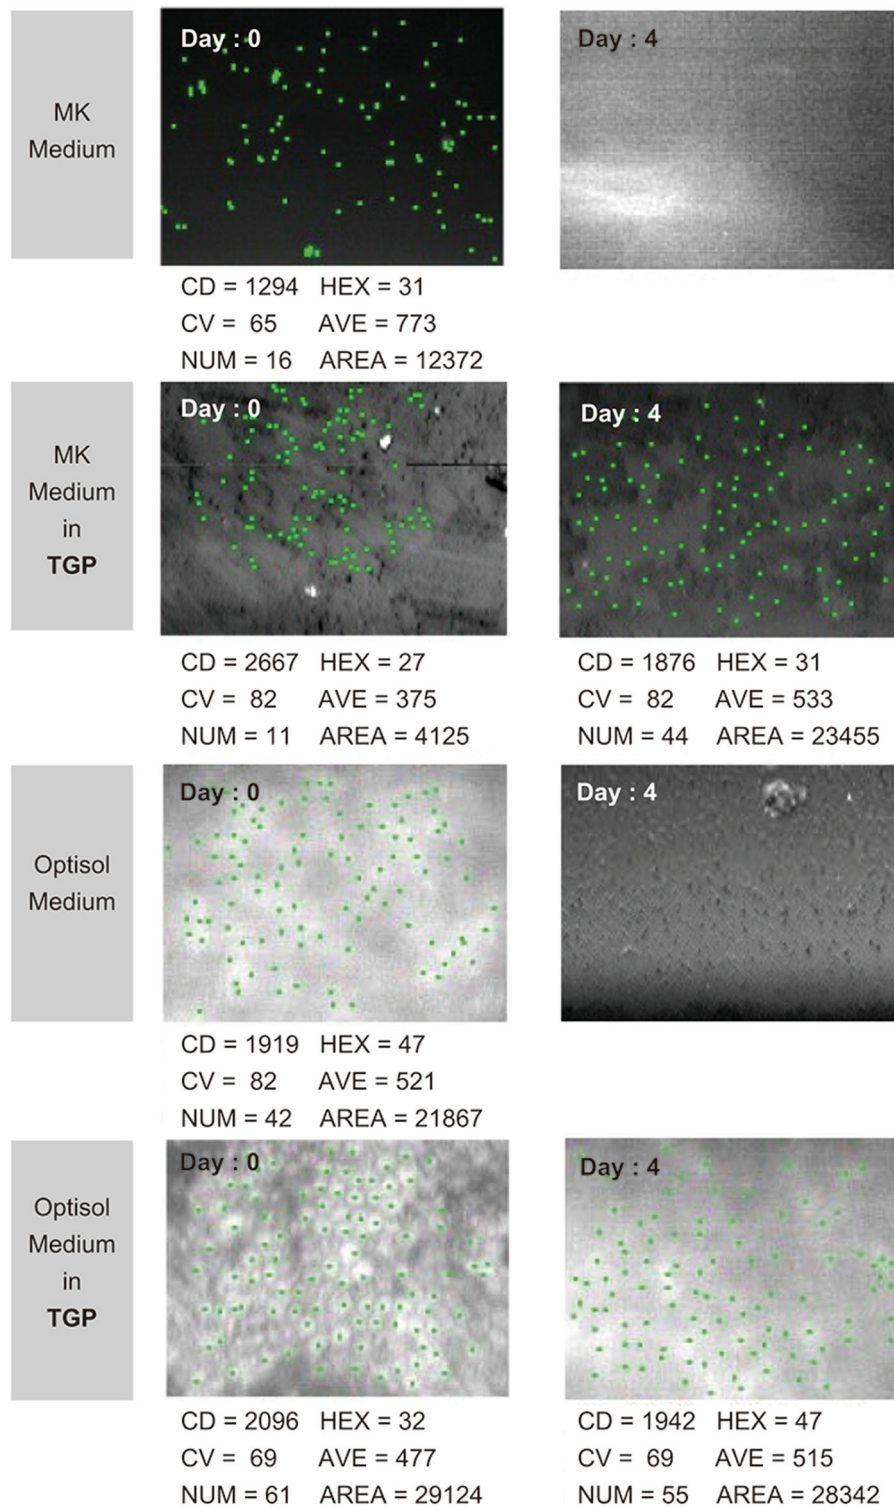 MK
Medium
Day : 0
Day : 4
CD = 1294 HEX = 31
CV = 65 AVE = 773
NUM = 16 AREA = 12372
MK
Medium
in
TGP
Day : 0
Day : 4
CD = 2667 HEX = 27
CV = 82 AVE = 375
NUM = 11 AREA = 4125
CD = 1876 HEX = 31
CV = 82 AVE = 533
NUM = 44 AREA = 23455
Optisol
Medium
Day : 0
Day : 4
CD = 1919 HEX = 47
CV = 82 AVE = 521
NUM = 42 AREA = 21867
Optisol
Medium
in
TGP
Day : 0
Day : 4
CD = 2096 HEX = 32
CV = 69 AVE = 477
NUM = 61 AREA = 29124
CD = 1942 HEX = 47
CV = 69 AVE = 515
NUM = 55 AREA = 28342